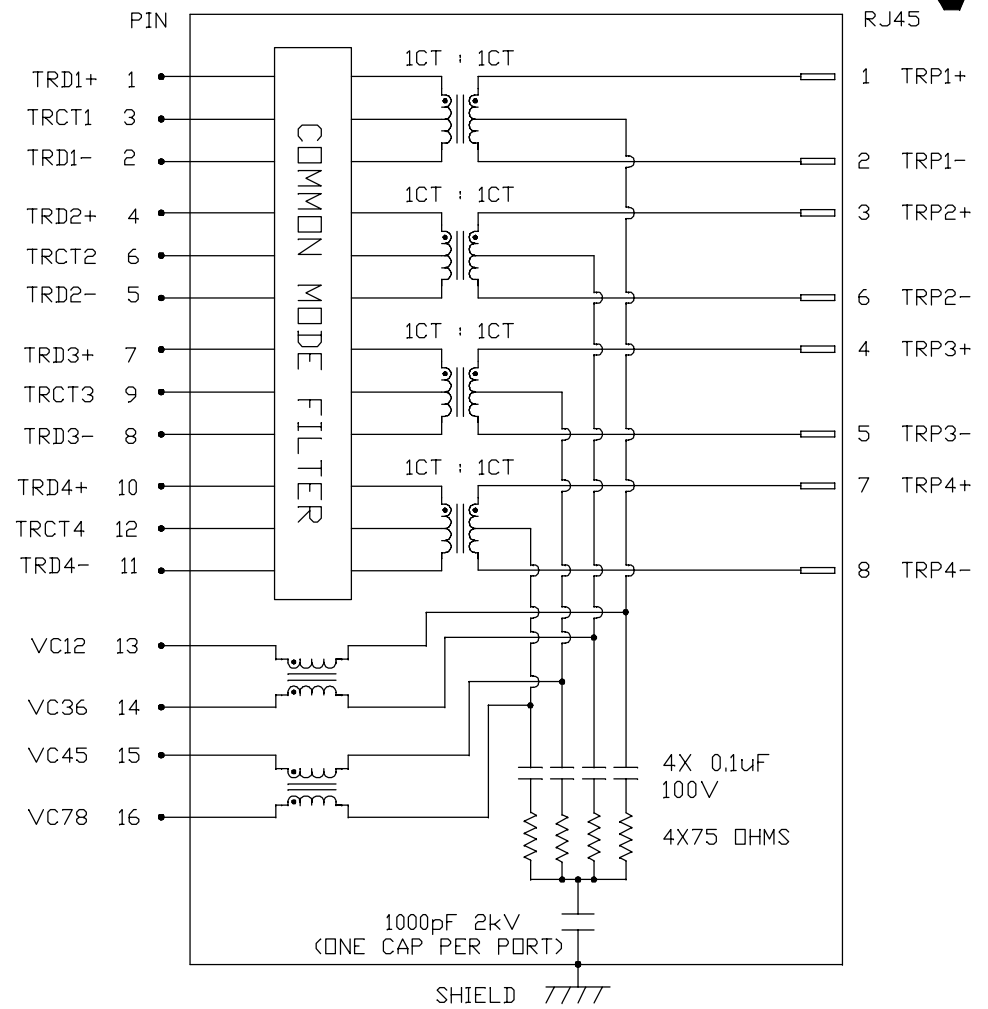 PIN RJ45
1CT : 1CT
TRD1+ 1 1 TRP1+
TRCT1 3
TRD1- 2 2 TRP1-
1CT : 1CT
TRD2+ 4 3 TRP2+
TRCT2 6
TRD2- 5 6 TRP2-
1CT : 1CT
TRD3+ 7 4 TRP3+
TRCT3 9
TRD3- 8 5 TRP3-
1CT : 1CT
TRD4+ 10 7 TRP4+
TRCT4 12
TRD4- 11 8 TRP4-
COMMON MODE FILTER
VC12 13
VC36 14
VC45 15
VC78 16
4X 0.1uF
100V
4X75 OHMS
1000pF 2kV
(ONE CAP PER PORT)
SHIELD